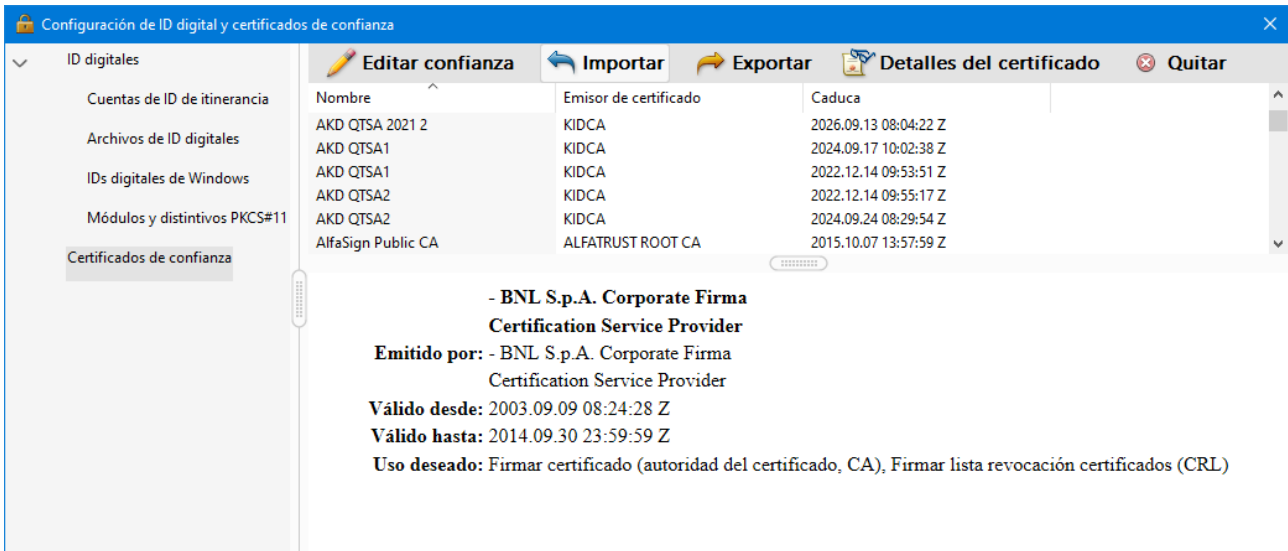 Configuración de ID digital y certificados de confianza
ID digitales
Cuentas de ID de itinerancia
Archivos de ID digitales
IDs digitales de Windows
Módulos y distintivos PKCS#11
Certificados de confianza
Editar confianza Importar Exportar Detalles del certificado Quitar
Nombre Emisor de certificado Caduca
AKD QTSA 2021 2 KIDCA 2026.09.13 08:04:22 Z
AKD QTSA1 KIDCA 2024.09.17 10:02:38 Z
AKD QTSA1 KIDCA 2022.12.14 09:53:51 Z
AKD QTSA2 KIDCA 2022.12.14 09:55:17 Z
AKD QTSA2 KIDCA 2024.09.24 08:29:54 Z
AlfaSign Public CA ALFATRUST ROOT CA 2015.10.07 13:57:59 Z
- BNL S.p.A. Corporate Firma
Certification Service Provider
Emitido por: - BNL S.p.A. Corporate Firma
Certification Service Provider
Válido desde: 2003.09.09 08:24:28 Z
Válido hasta: 2014.09.30 23:59:59 Z
Uso deseado: Firmar certificado (autoridad del certificado, CA), Firmar lista revocación certificados (CRL)